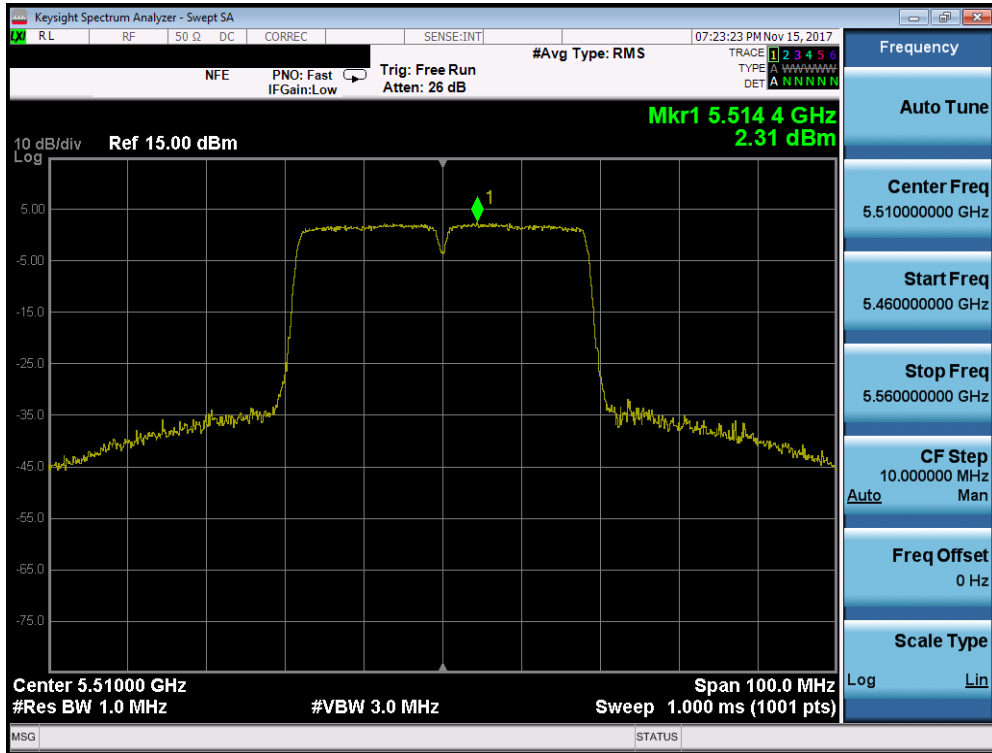 Keysight Spectrum Analyzer - Swept SA
LXI RL RF 50 Ω DC CORREC SENSE:INT 07:23:23 PM Nov 15, 2017
#Avg Type: RMS TRACE 1 2 3 4 5 6
NFE PNO: Fast Trig: Free Run TYPE A WWWWW
IFGain:Low Atten: 26 dB DET A N N N N N
Mkr1 5.514 4 GHz
2.31 dBm
10 dB/div Ref 15.00 dBm
Log
1
5.00
-5.00
-15.0
-25.0
-35.0
-45.0
-55.0
-65.0
-75.0
Center 5.51000 GHz Span 100.0 MHz
#Res BW 1.0 MHz #VBW 3.0 MHz Sweep 1.000 ms (1001 pts)
MSG STATUS
Frequency
Auto Tune
Center Freq
5.510000000 GHz
Start Freq
5.460000000 GHz
Stop Freq
5.560000000 GHz
CF Step
10.000000 MHz
Auto Man
Freq Offset
0 Hz
Scale Type
Log Lin